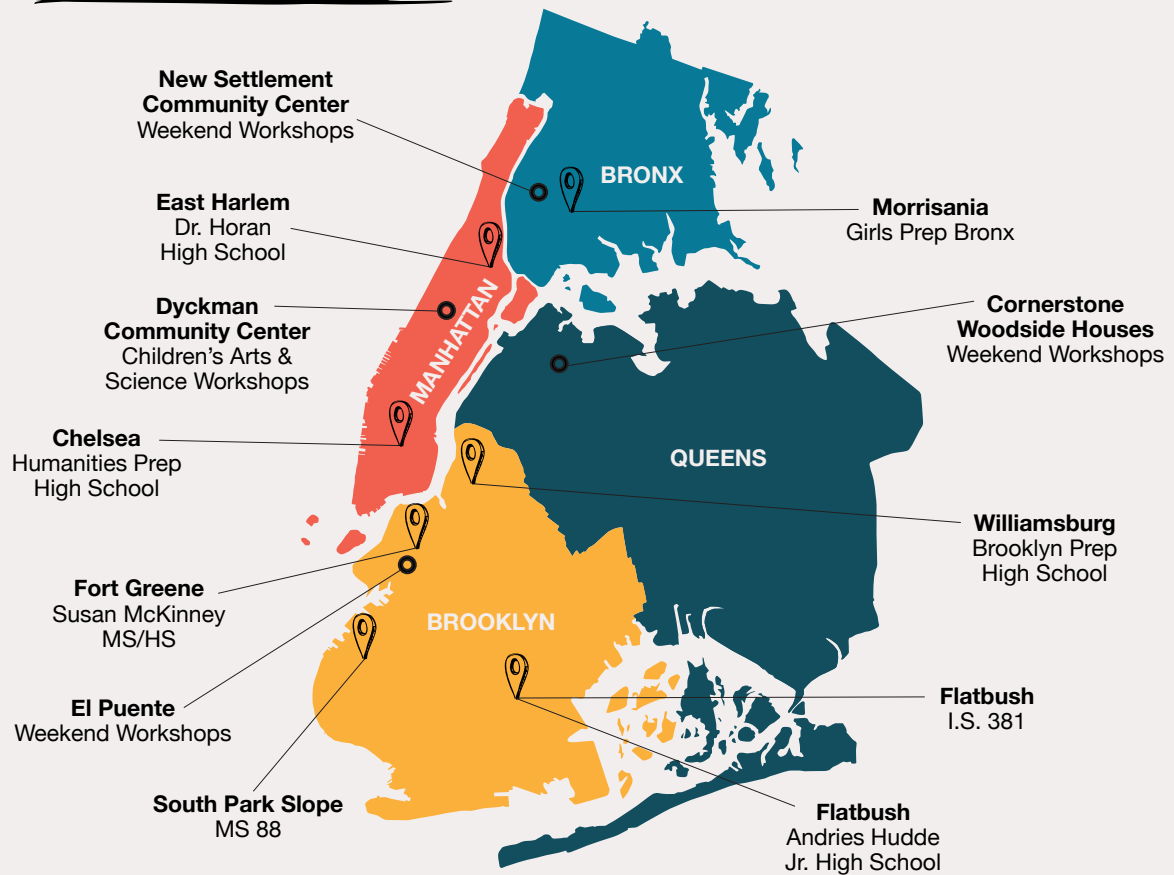 New Settlement
Community Center
Weekend Workshops
BRONX
East Harlem
Dr. Horan
High School
Morrisania
Girls Prep Bronx
Dyckman
Community Center
Children's Arts &
Science Workshops
MANHATTAN
Cornerstone
Woodside Houses
Weekend Workshops
Chelsea
Humanities Prep
High School
QUEENS
Williamsburg
Brooklyn Prep
High School
Fort Greene
Susan McKinney
MS/HS
BROOKLYN
El Puente
Weekend Workshops
Flatbush
I.S. 381
South Park Slope
MS 88
Flatbush
Andries Hudde
Jr. High School